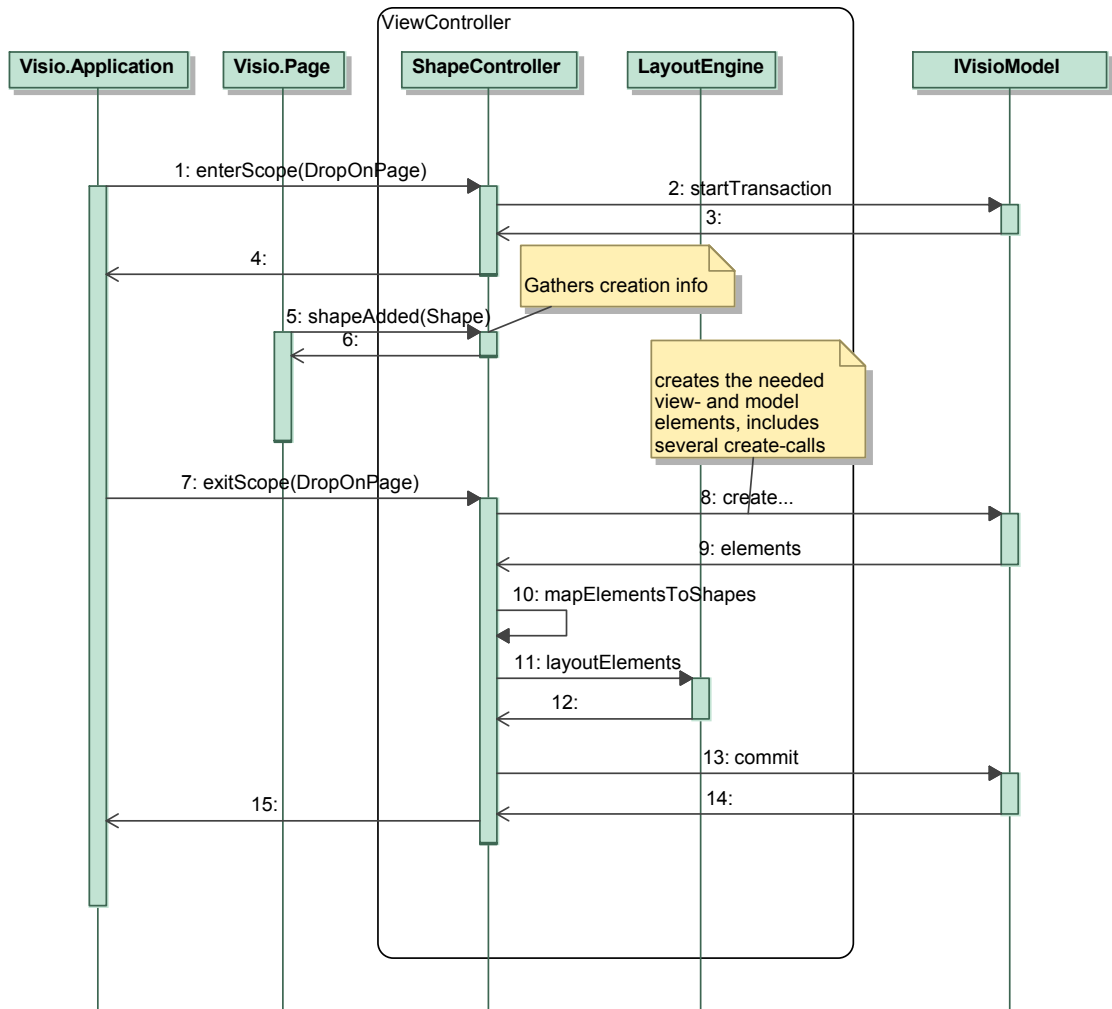 ViewController
Visio.Application
Visio.Page
ShapeController
LayoutEngine
IVisioModel
1: enterScope(DropOnPage)
2: startTransaction
3:
4:
Gathers creation info
5: shapeAdded(Shape)
6:
creates the needed
view- and model
elements, includes
several create-calls
7: exitScope(DropOnPage)
8: create...
9: elements
10: mapElementsToShapes
11: layoutElements
12:
13: commit
14:
15: